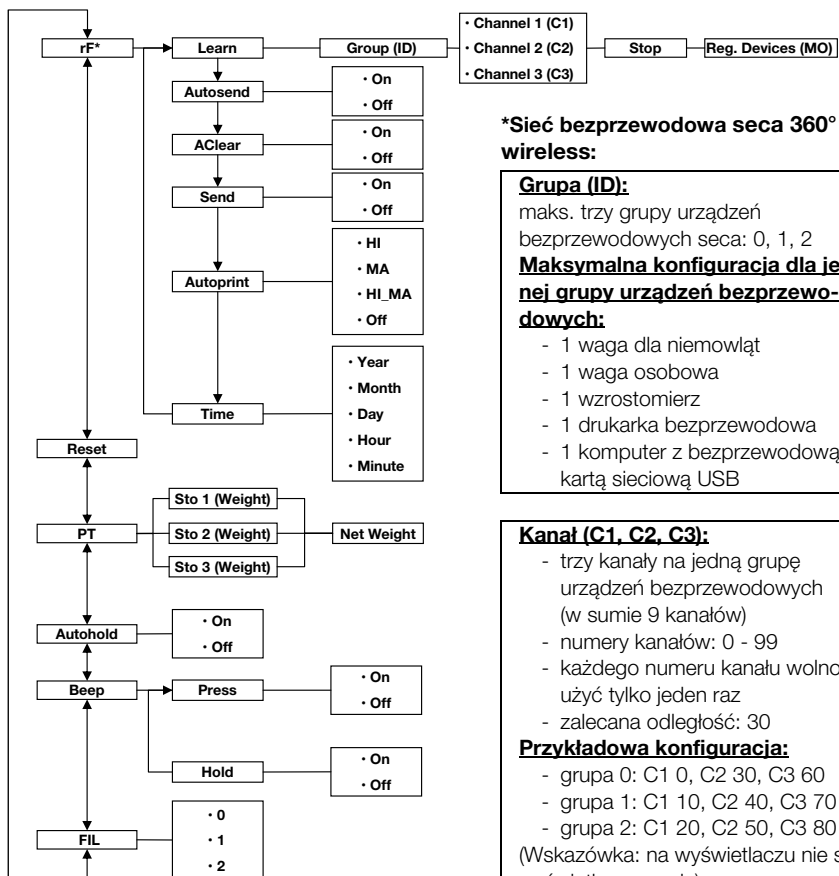 rF*
Learn
Group (ID)
· Channel 1 (C1)
· Channel 2 (C2)
· Channel 3 (C3)
Stop
Reg. Devices (MO)
Autosend
· On
· Off
AClear
· On
· Off
Send
· On
· Off
Autoprint
· HI
· MA
· HI_MA
· Off
Time
· Year
· Month
· Day
· Hour
· Minute
Reset
PT
Sto 1 (Weight)
Sto 2 (Weight)
Sto 3 (Weight)
Net Weight
Autohold
· On
· Off
Beep
Press
· On
· Off
Hold
· On
· Off
FIL
· 0
· 1
· 2
*Sieć bezprzewodowa seca 360°
wireless:
Grupa (ID):
maks. trzy grupy urządzeń
bezprzewodowych seca: 0, 1, 2
Maksymalna konfiguracja dla je
nej grupy urządzeń bezprzewo-
dowych:
- 1 waga dla niemowląt
- 1 waga osobowa
- 1 wzrostomierz
- 1 drukarka bezprzewodowa
- 1 komputer z bezprzewodową
kartą sieciową USB
Kanał (C1, C2, C3):
- trzy kanały na jedną grupę
urządzeń bezprzewodowych
(w sumie 9 kanałów)
- numery kanałów: 0 - 99
- każdego numeru kanału wolno
użyć tylko jeden raz
- zalecana odległość: 30
Przykładowa konfiguracja:
- grupa 0: C1 0, C2 30, C3 60
- grupa 1: C1 10, C2 40, C3 70
- grupa 2: C1 20, C2 50, C3 80
(Wskazówka: na wyświetlaczu nie s